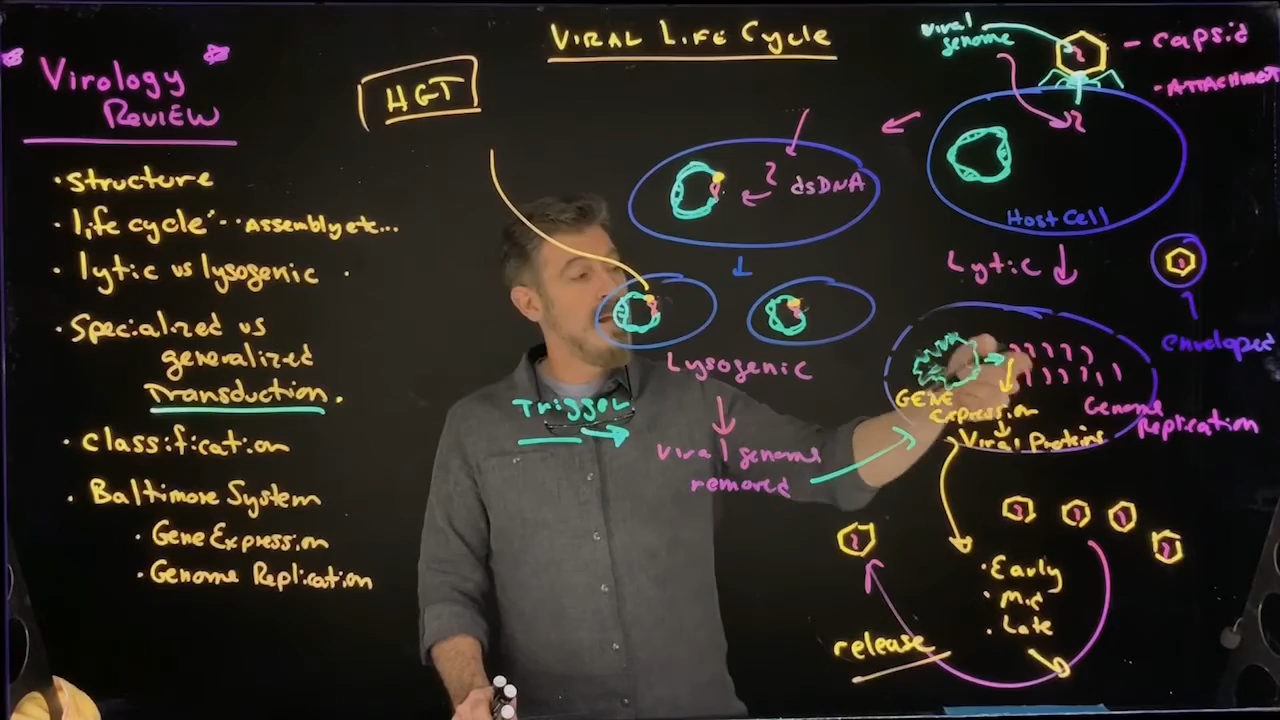 VIRAL LIFE CYCLE
Virology
REVIEW
• structure
• life cycle - - assembly etc...
• lytic vs lysogenic
• Specialized vs
generalized
Transduction.
• Classification
• Baltimore System
• Gene Expression
• Genome Replication
HGT
viral
genome
- capsid
- ATTACHMENT
Host Cell
dsDNA
Lytic
enveloped
Lysogenic
Trigger
viral genome
removed
GENE
Expression
Viral Proteins
Genome
Replication
• Early
• Mid
• Late
release